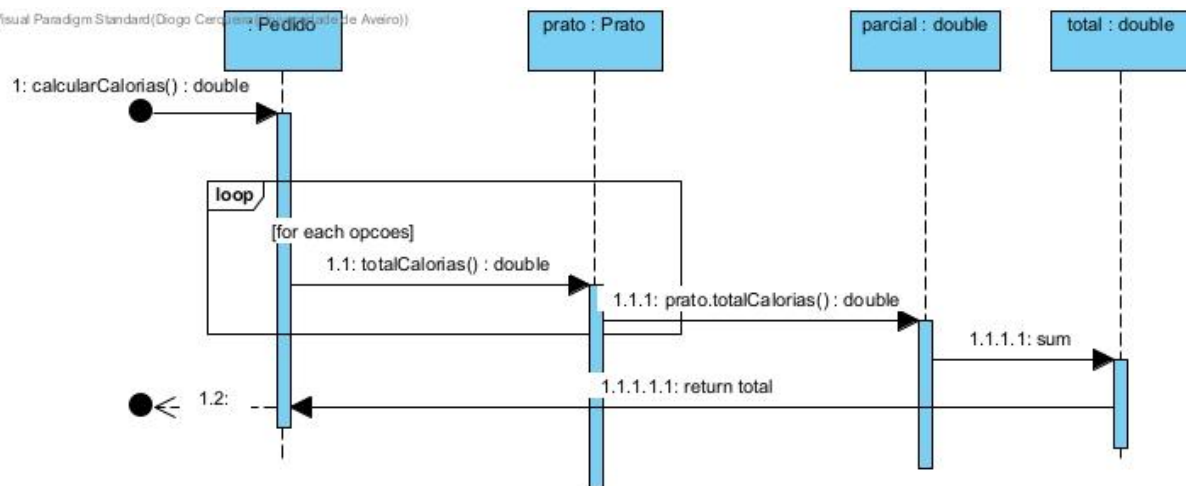 Visual Paradigm Standard(Diogo Cerqueira(Universidade de Aveiro))
: Pedido
prato : Prato
parcial : double
total : double
1: calcularCalorias() : double
loop
[for each opcoes]
1.1: totalCalorias() : double
1.1.1: prato.totalCalorias() : double
1.1.1.1: sum
1.1.1.1.1: return total
1.2: